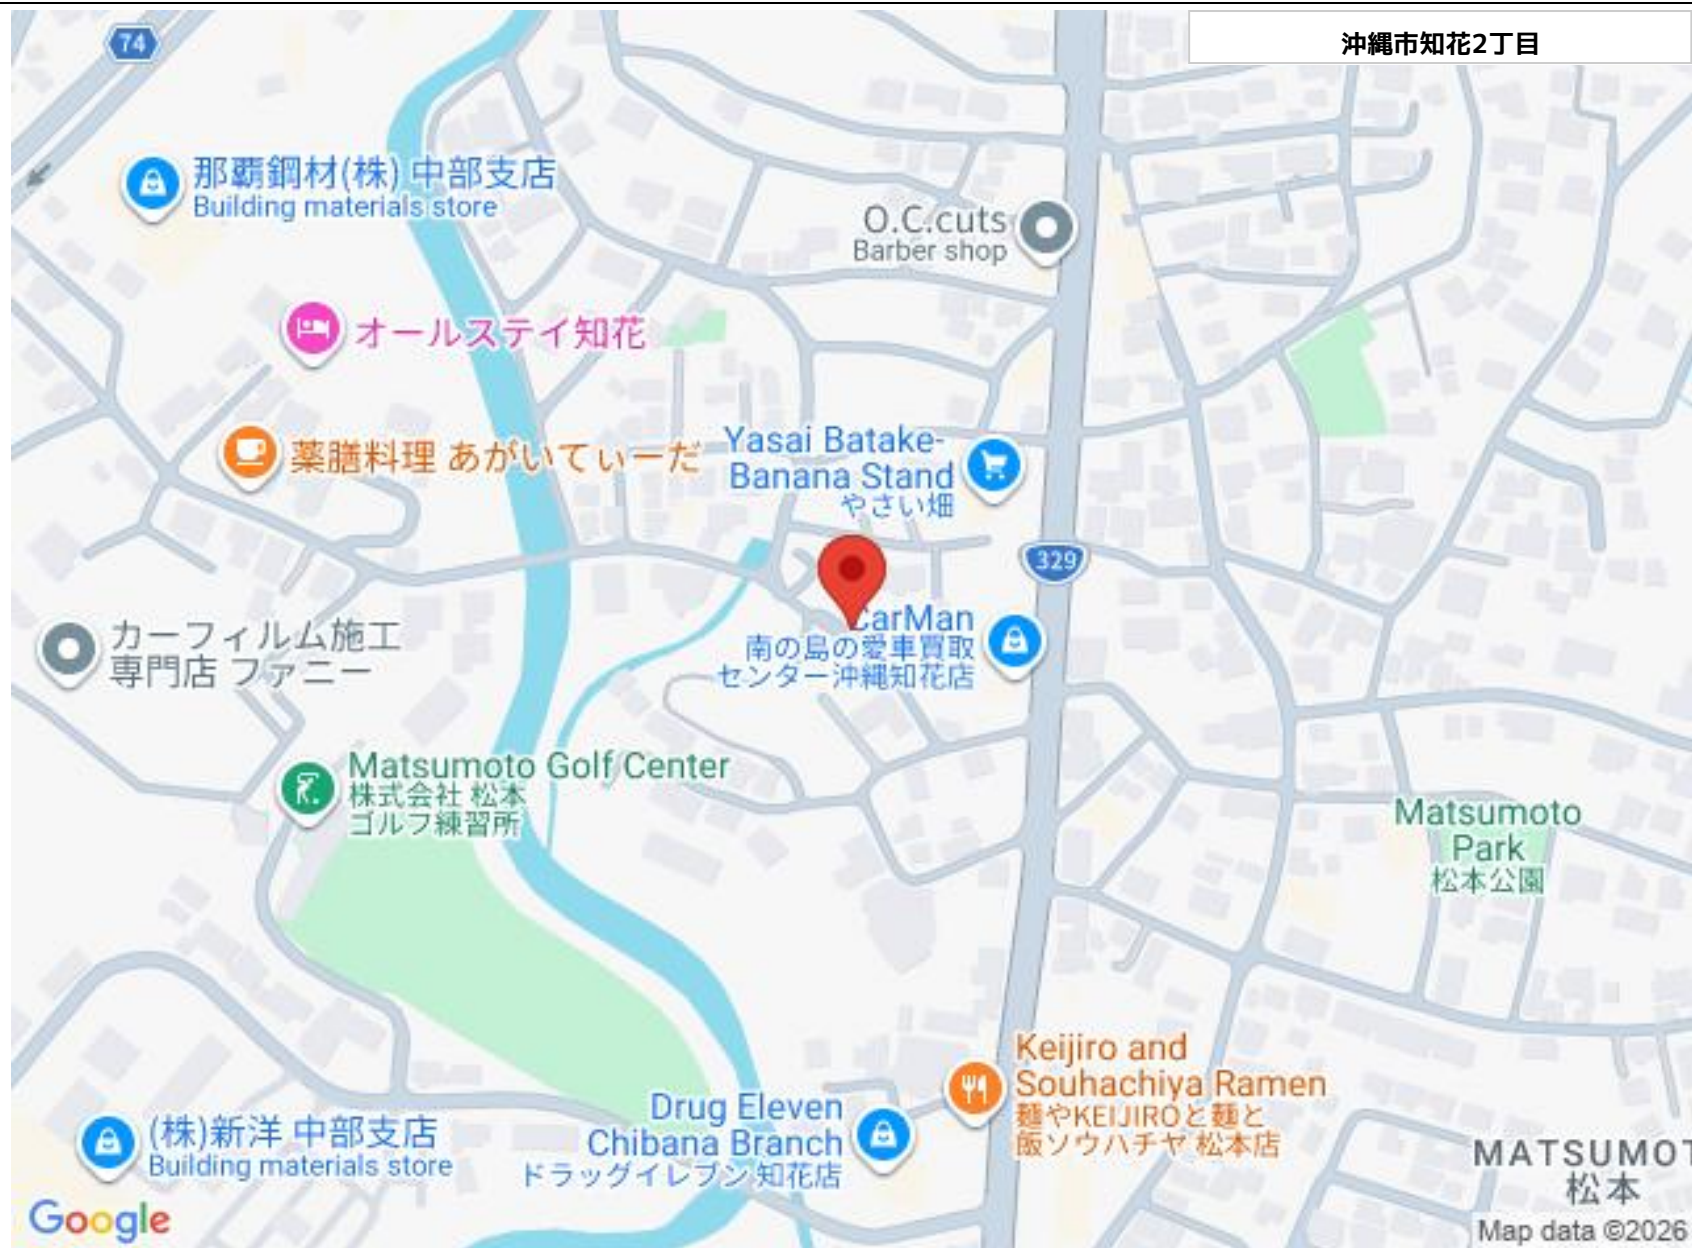 74
沖縄市知花2丁目
那覇鋼材(株) 中部支店
Building materials store
O.C.cuts
Barber shop
オールステイ知花
薬膳料理 あがいてぃーだ
Yasai Batake-
Banana Stand
やさい畑
329
CarMan
南の島の愛車買取
センター沖縄知花店
カーフィルム施工
専門店 ファニー
Matsumoto Golf Center
株式会社 松本
ゴルフ練習所
Matsumoto
Park
松本公園
Keijiro and
Souhachiya Ramen
麺やKEIJIROと麺と
飯ソウハチヤ 松本店
Drug Eleven
Chibana Branch
ドラッグイレブン 知花店
(株)新洋 中部支店
Building materials store
MATSUMOT
松本
Google
Map data ©2026